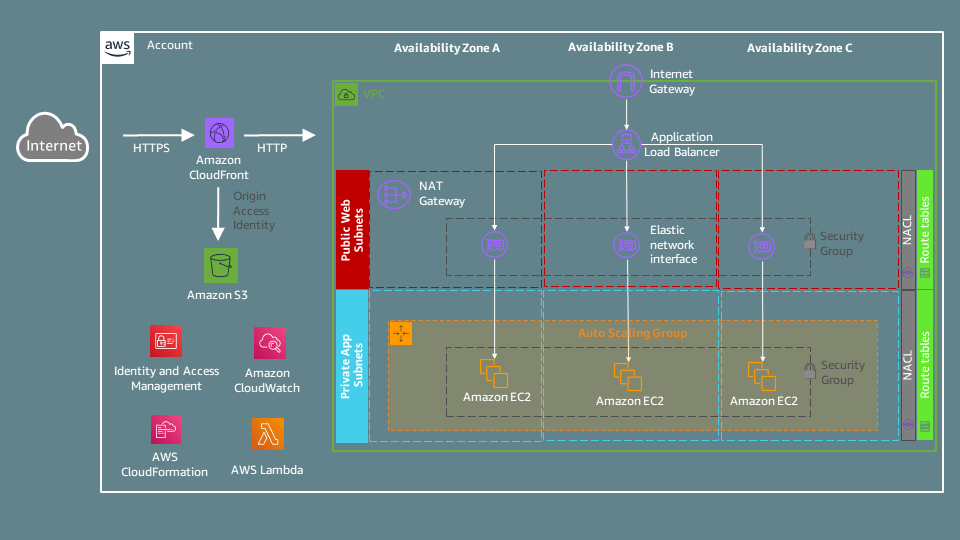 aws
Account
Availability Zone A
Availability Zone B
Availability Zone C
Internet
Gateway
VPC
Internet
HTTPS
HTTP
Amazon
CloudFront
Application
Load Balancer
Origin
Access
Identity
Public Web
Subnets
NAT
Gateway
Elastic
network
interface
Security
Group
NACL
Route tables
Amazon S3
Private App
Subnets
Auto Scaling Group
Identity and Access
Management
Amazon
CloudWatch
Amazon EC2
Amazon EC2
Amazon EC2
Security
Group
NACL
Route tables
AWS
CloudFormation
AWS Lambda